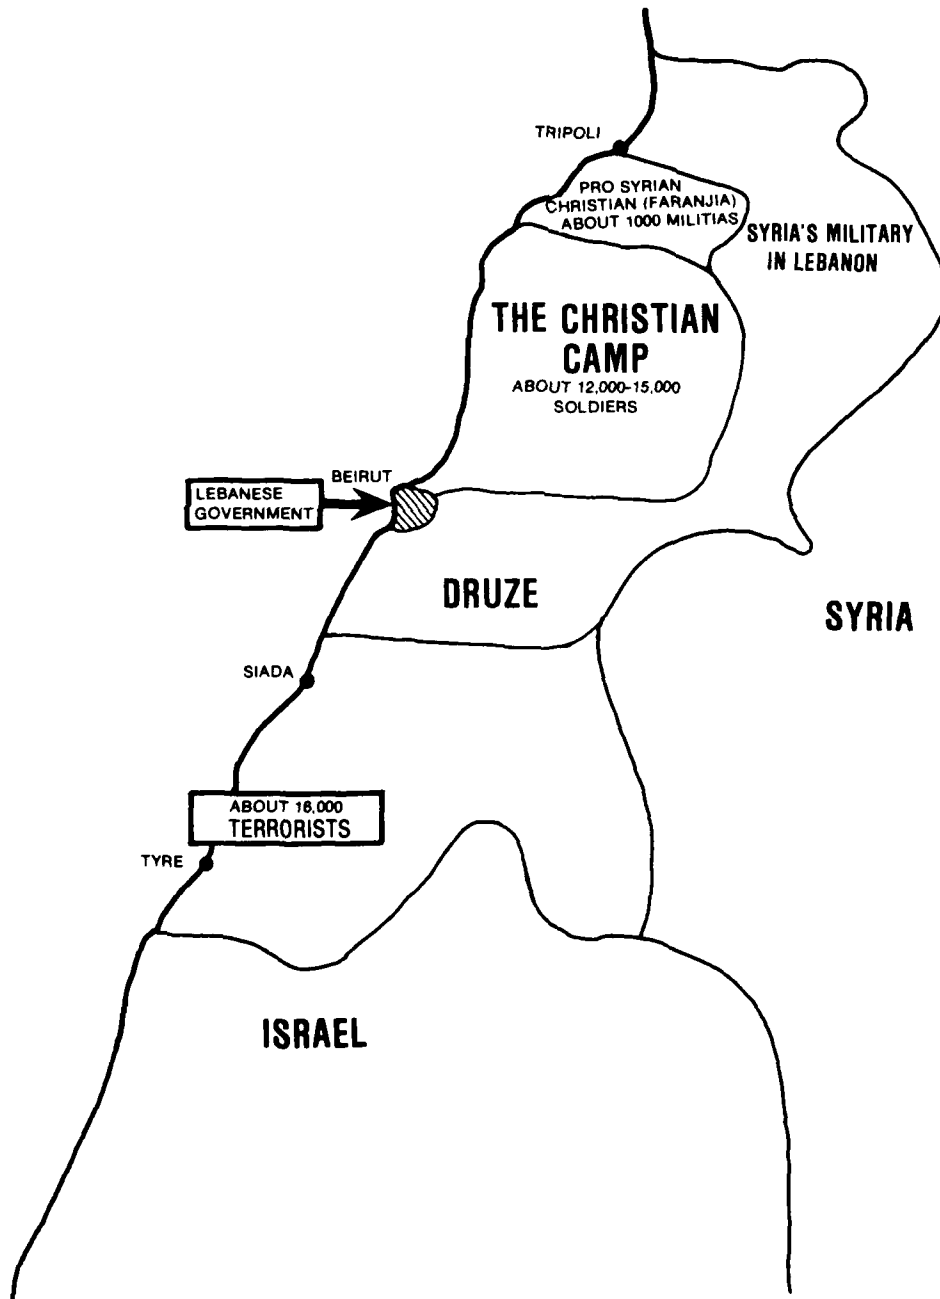 TRIPOLI
PRO SYRIAN
CHRISTIAN (FARANJIA)
ABOUT 1000 MILITIAS
SYRIA'S MILITARY
IN LEBANON
THE CHRISTIAN
CAMP
ABOUT 12,000-15,000
SOLDIERS
BEIRUT
LEBANESE
GOVERNMENT
DRUZE
SYRIA
SIADA
ABOUT 16,000
TERRORISTS
TYRE
ISRAEL